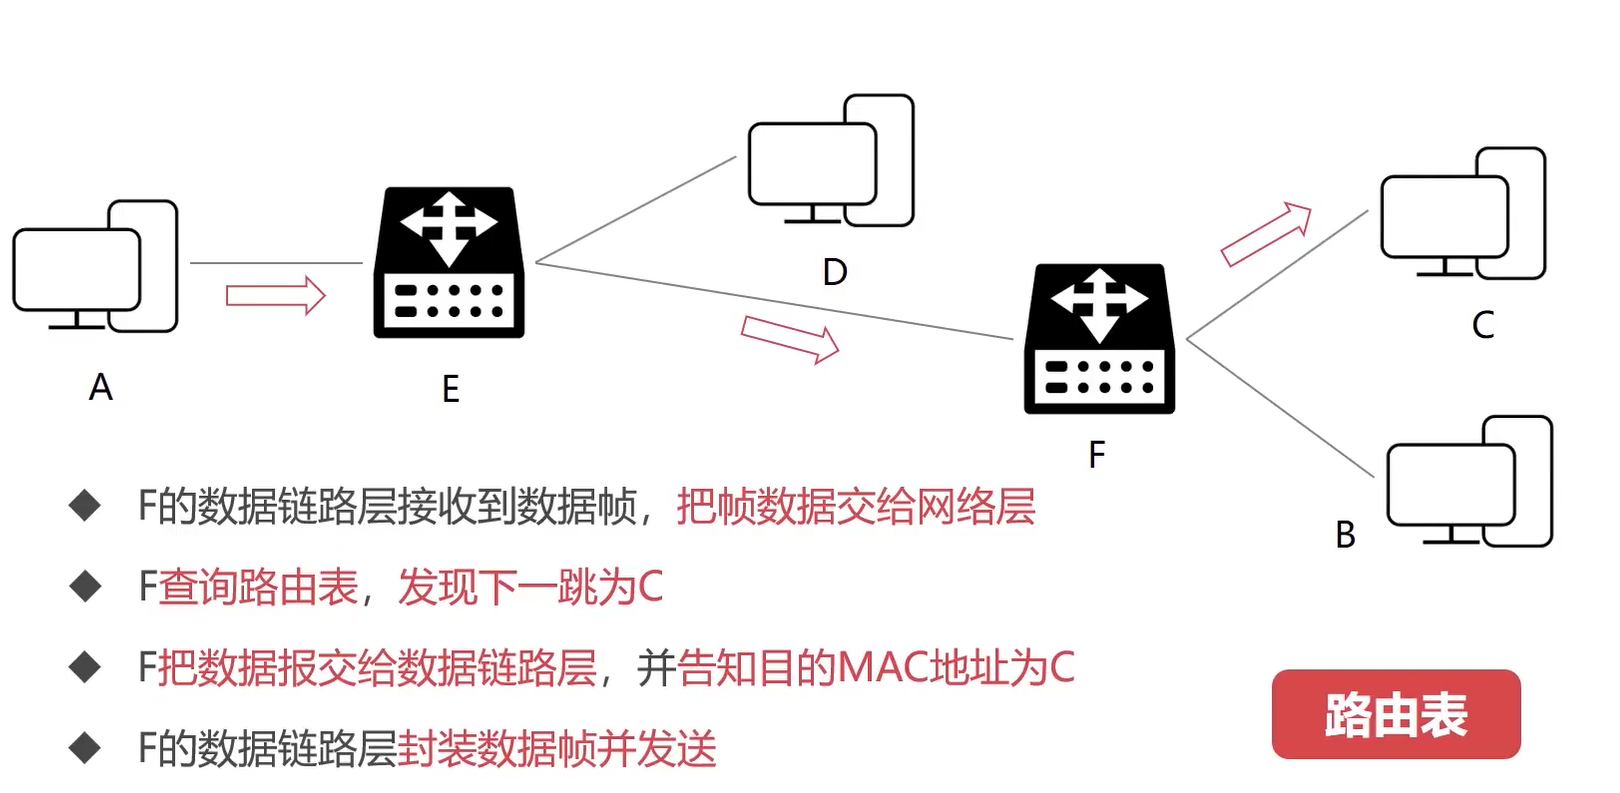 D
C
A
E
F
B
F的数据链路层接收到数据帧，把帧数据交给网络层
F查询路由表，发现下一跳为C
F把数据报交给数据链路层，并告知目的MAC地址为C
F的数据链路层封装数据帧并发送
路由表